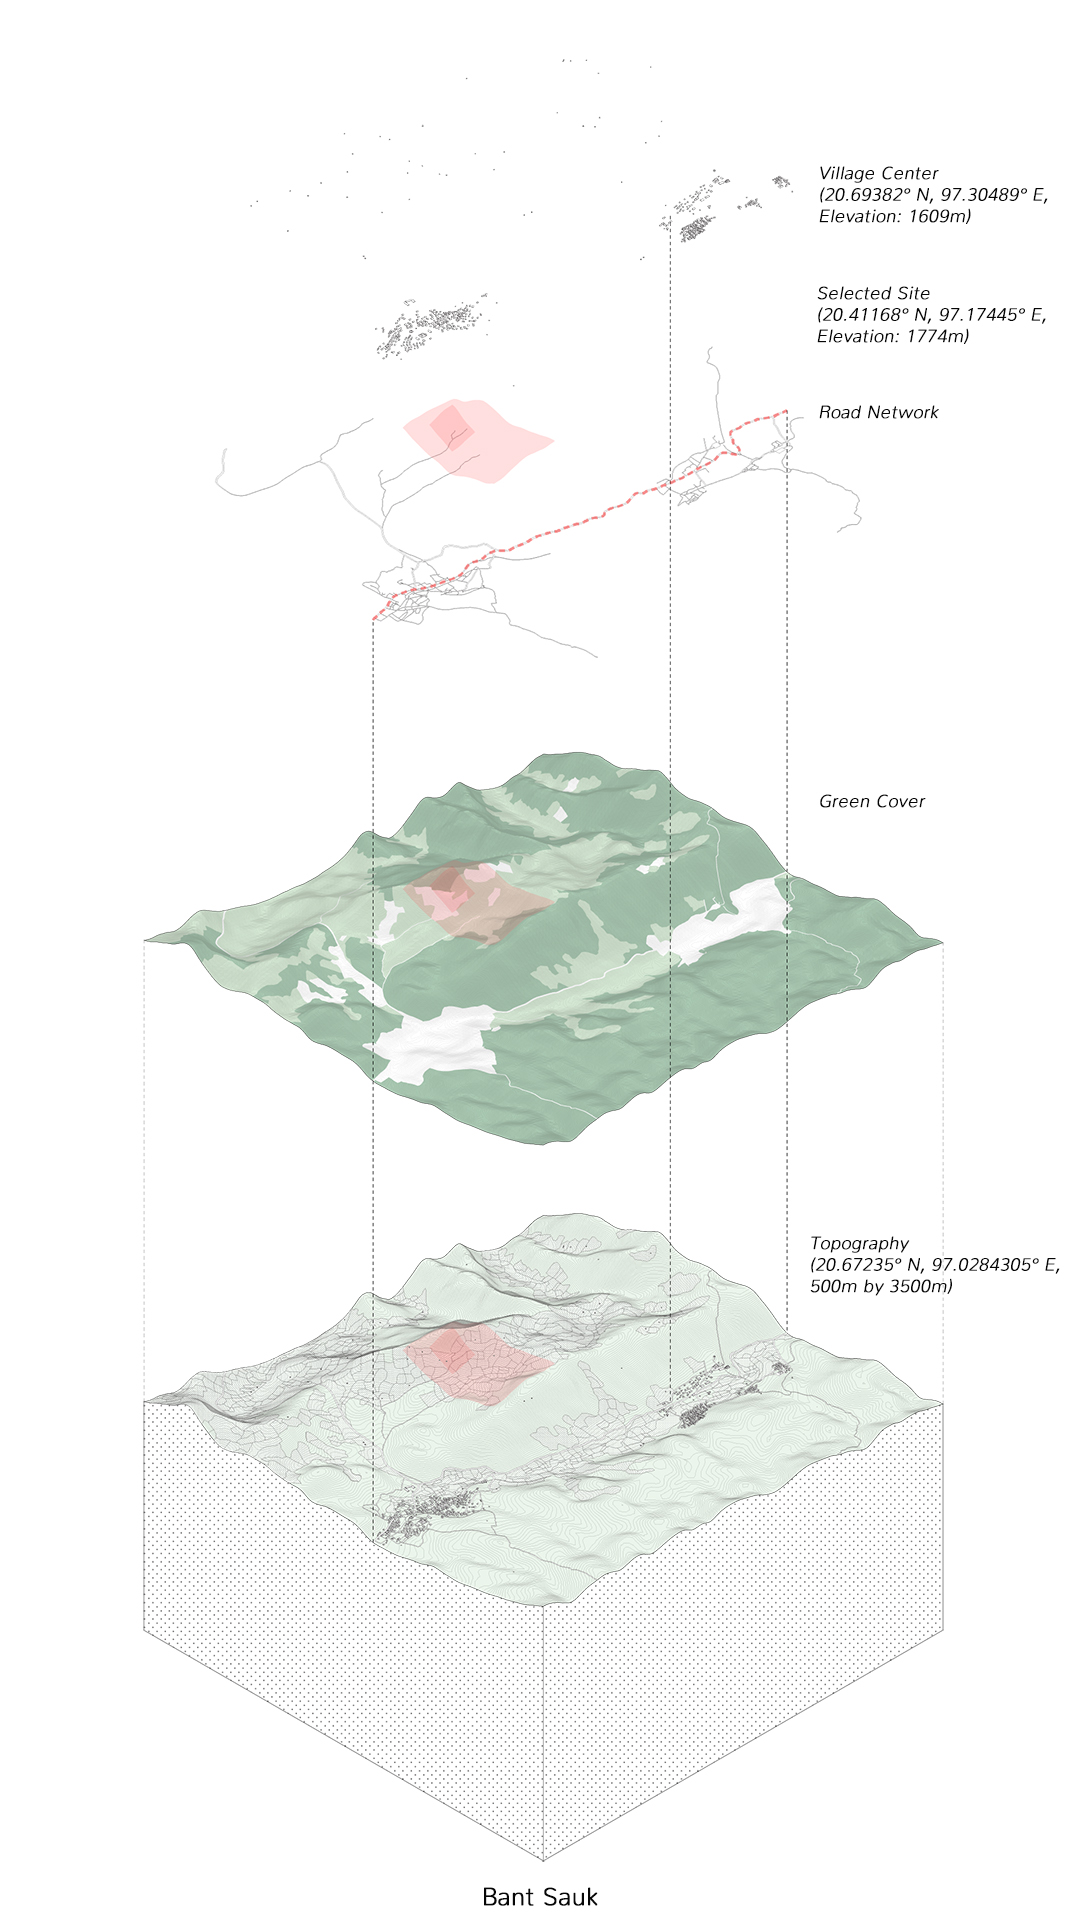 Village Center
(20.69382° N, 97.30489° E,
Elevation: 1609m)
Selected Site
(20.41168° N, 97.17445° E,
Elevation: 1774m)
Road Network
Green Cover
Topography
(20.67235° N, 97.0284305° E,
500m by 3500m)
Bant Sauk